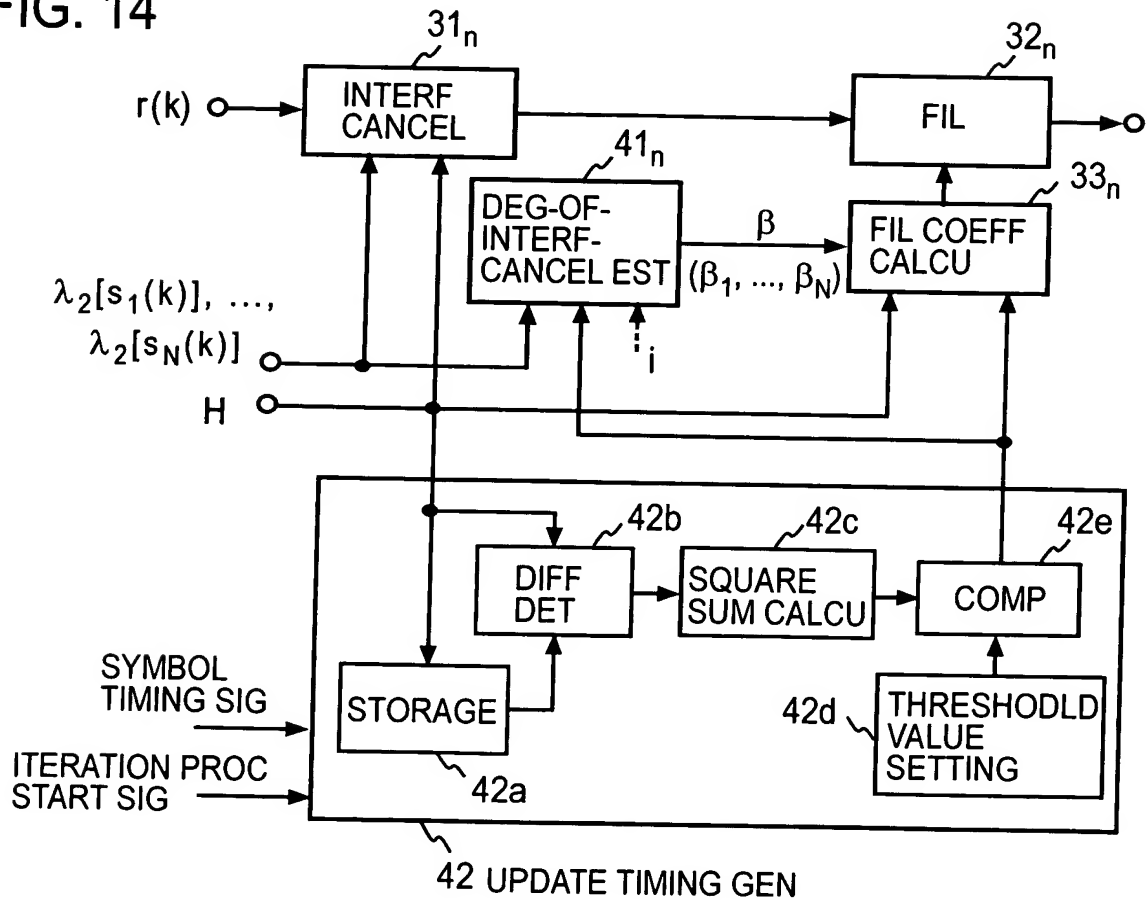 FIG. 14
31n
32n
r(k)
INTERF
CANCEL
FIL
41n
33n
DEG-OF-
INTERF-
CANCEL EST
β
(β1, ..., βN)
FIL COEFF
CALCU
λ2[s1(k)], ...,
λ2[sN(k)]
i
H
42b
42c
42e
DIFF
DET
SQUARE
SUM CALCU
COMP
SYMBOL
TIMING SIG
STORAGE
42d
THRESHODLD
VALUE
SETTING
ITERATION PROC
START SIG
42a
42 UPDATE TIMING GEN